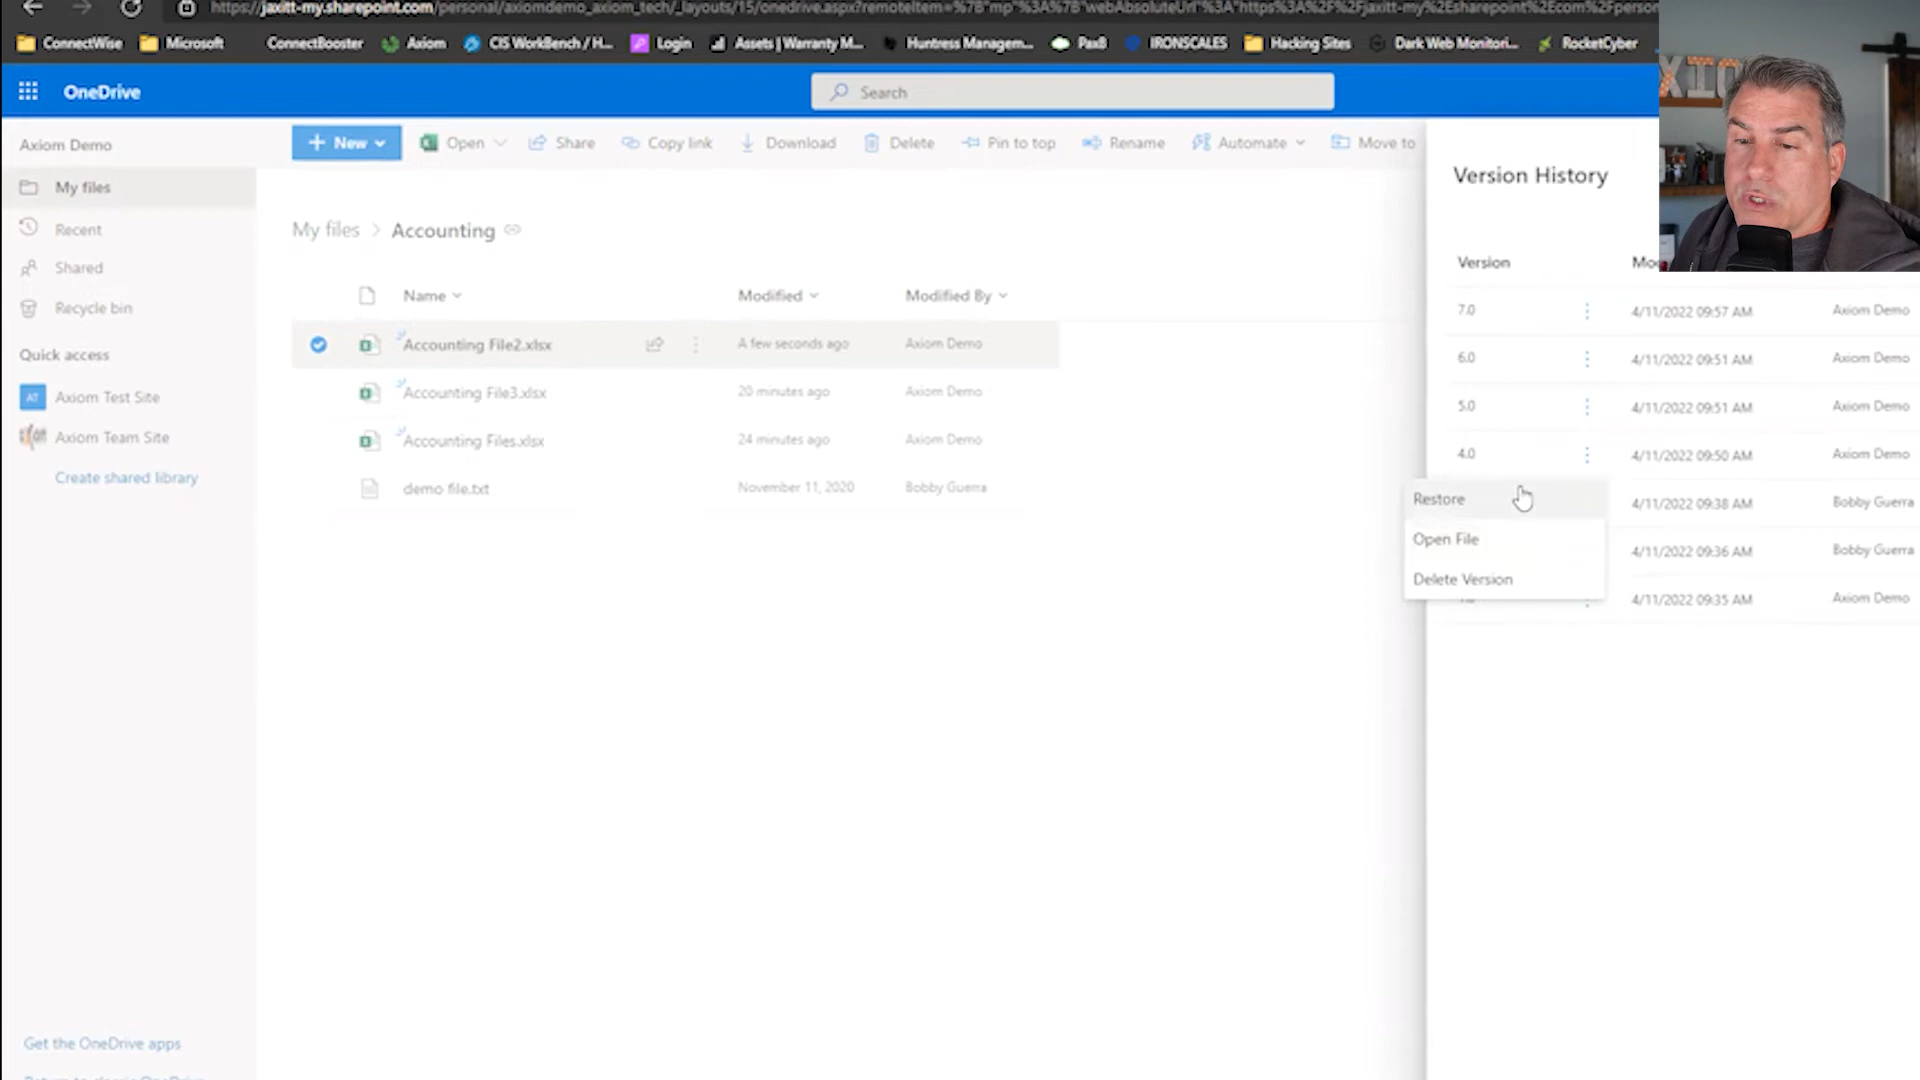 https://jaxitt-my.sharepoint.com/personal/axiomdemo_axiom_tech/_layouts/15/onedrive.aspx?remoteItem=%7B"mp"%3A%7B"webAbsoluteUrl"%3A"https%3A%2F%2Fjaxitt-my%2Esharepoint%2Ecom%2Fperson
ConnectWise Microsoft ConnectBooster Axiom CIS WorkBench / H... Login Assets | Warranty M... Huntress Managem... Pax8 IRONSCALES Hacking Sites Dark Web Monitori... RocketCyber
OneDrive Search
Axiom Demo
+ New Open Share Copy link Download Delete Pin to top Rename Automate Move to
My files
Recent
Shared
Recycle bin
Quick access
AT Axiom Test Site
Axiom Team Site
Create shared library
Get the OneDrive apps
Return to classic OneDrive
My files > Accounting
Name Modified Modified By
Accounting File2.xlsx A few seconds ago Axiom Demo
Accounting File3.xlsx 20 minutes ago Axiom Demo
Accounting Files.xlsx 24 minutes ago Axiom Demo
demo file.txt November 11, 2020 Bobby Guerra
Version History
Version
7.0 4/11/2022 09:57 AM Axiom Demo
6.0 4/11/2022 09:51 AM Axiom Demo
5.0 4/11/2022 09:51 AM Axiom Demo
4.0 4/11/2022 09:50 AM Axiom Demo
4/11/2022 09:38 AM Bobby Guerra
4/11/2022 09:36 AM Bobby Guerra
4/11/2022 09:35 AM Axiom Demo
Restore
Open File
Delete Version